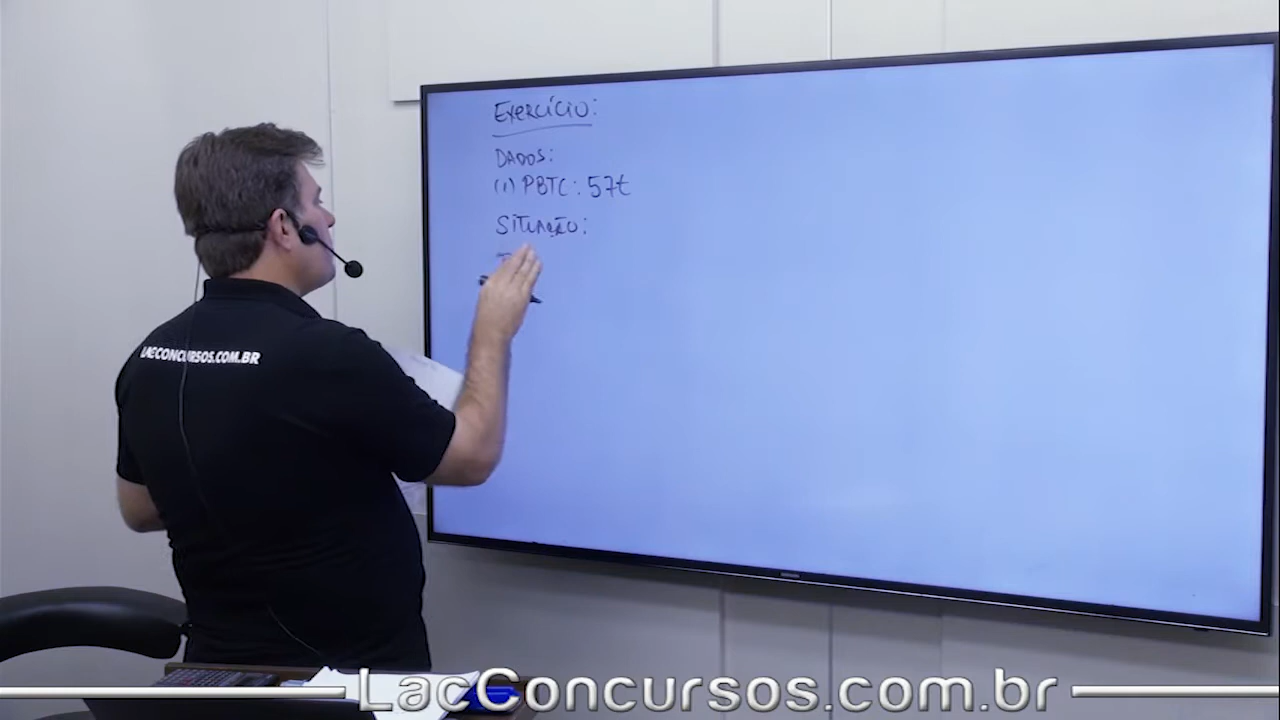 EXERCÍCIO:
DADOS:
(1) PBTC: 57t
SITUAÇÃO:
LACCONCURSOS.COM.BR
LacConcursos.com.br